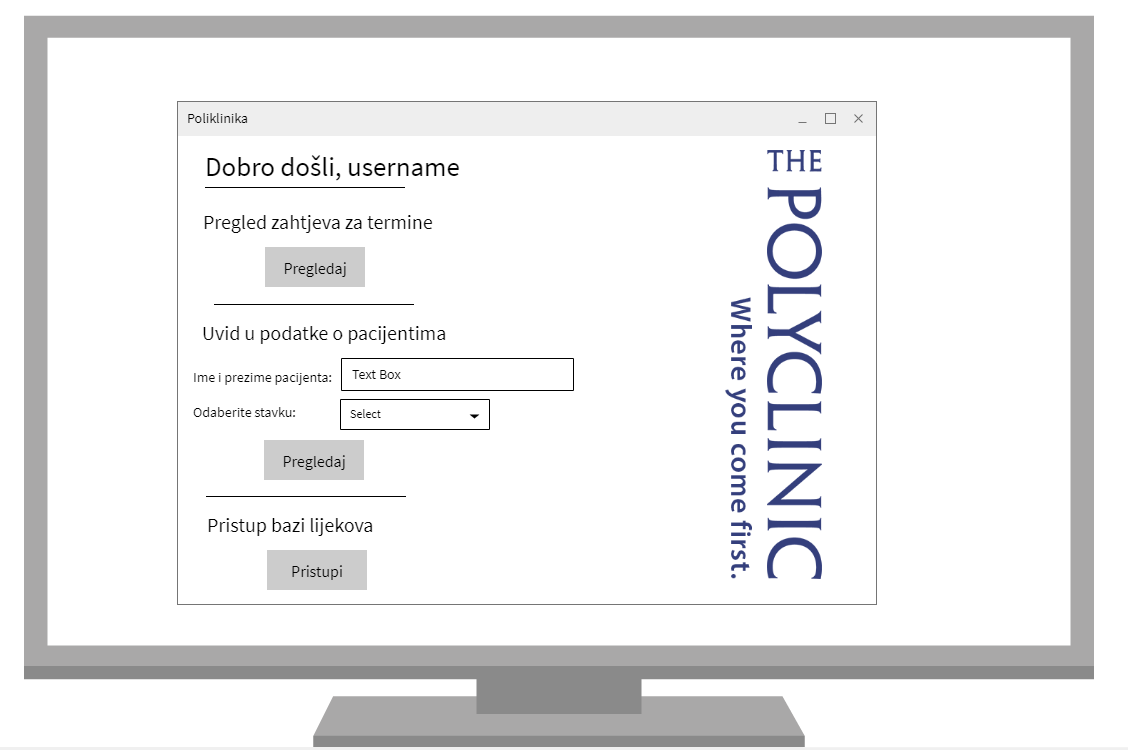 Poliklinika
Dobro došli, username
Pregled zahtjeva za termine
Pregledaj
Uvid u podatke o pacijentima
Ime i prezime pacijenta:
Text Box
Odaberite stavku:
Select
Pregledaj
Pristup bazi lijekova
Pristupi
THE POLYCLINIC
Where you come first.